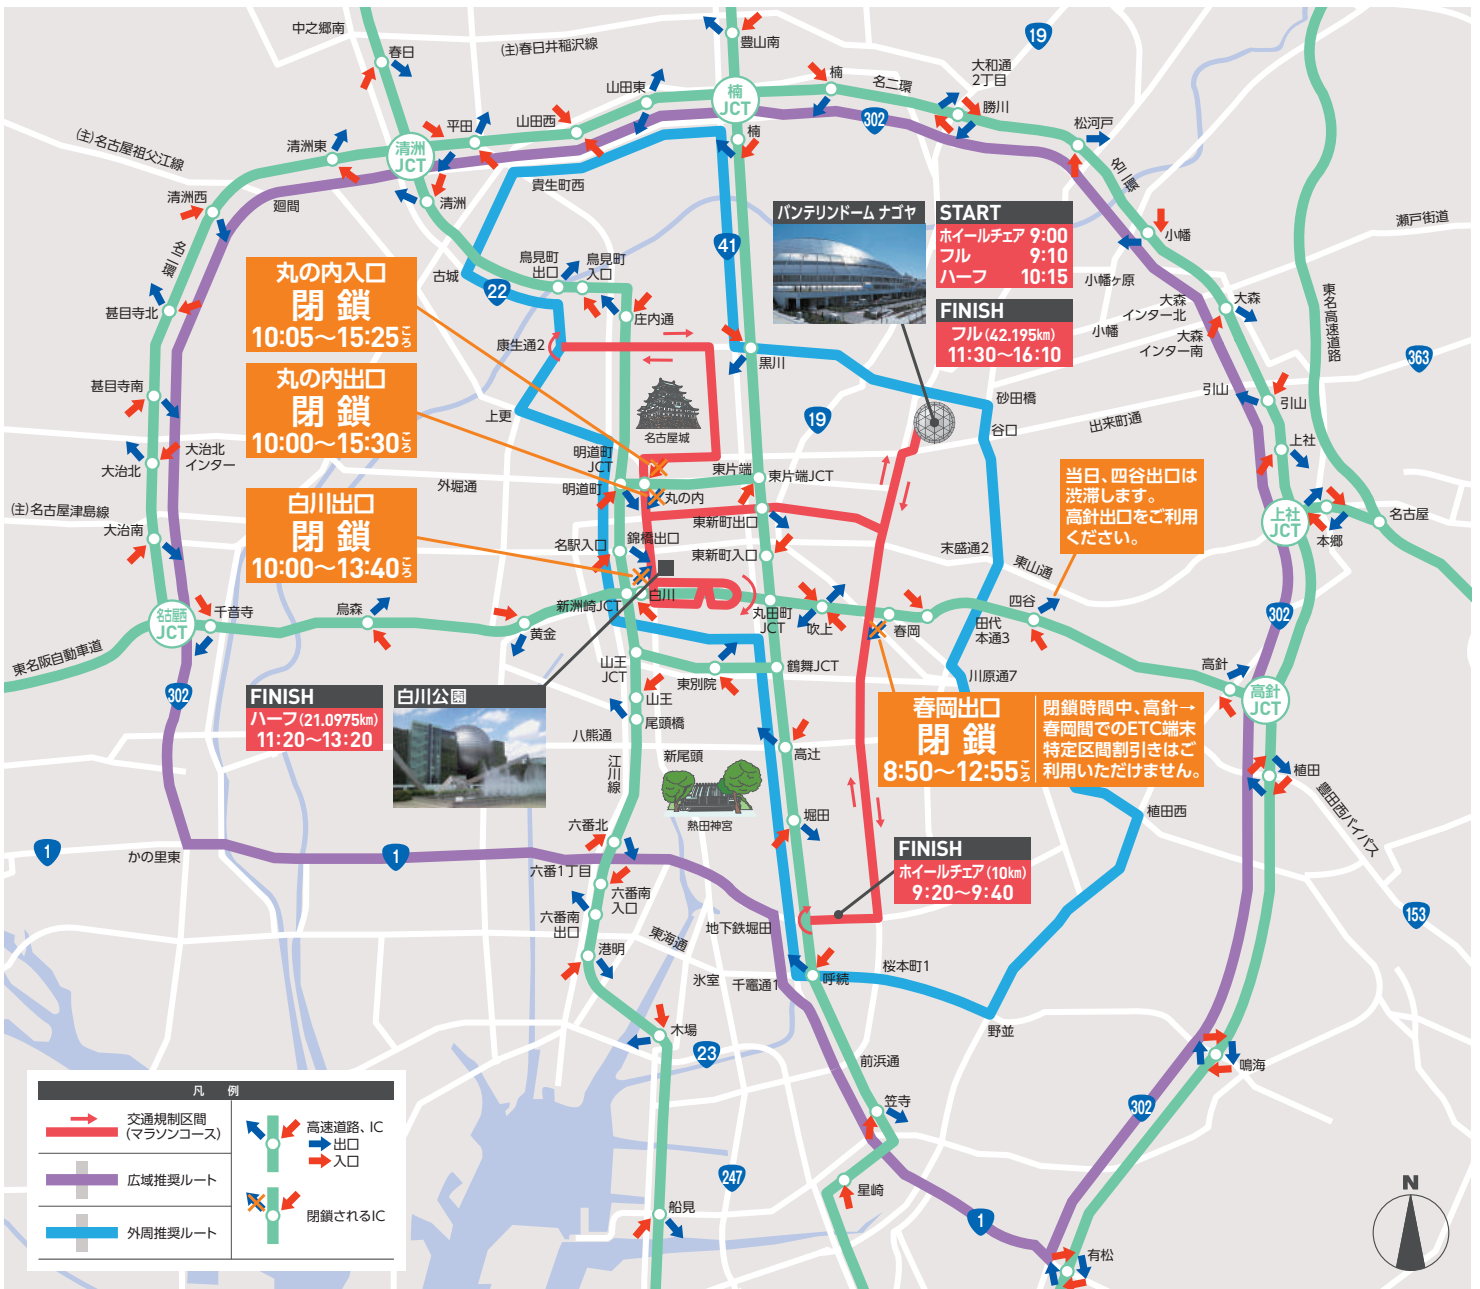 中之郷南
春日
(主)春日井稲沢線
豊山南
19
(主)名古屋祖父江線
清洲東
清洲
JCT
平田
山田西
山田東
楠
JCT
楠
名二環
大和通
2丁目
勝川
302
松河戸
名二環
清洲西
廻間
清洲
貴生町西
楠
名二環
古城
22
鳥見町
出口
鳥見町
入口
41
バンテリンドーム ナゴヤ
START
ホイールチェア 9:00
フル 9:10
ハーフ 10:15
FINISH
フル(42.195km)
11:30〜16:10
小幡
瀬戸街道
小幡ヶ原
大森
インター北
大森
小幡
大森
インター南
東名高速道路
363
丸の内入口
閉鎖
10:05〜15:25ころ
丸の内出口
閉鎖
10:00〜15:30ころ
白川出口
閉鎖
10:00〜13:40ころ
甚目寺北
甚目寺南
大治北
大治北
インター
(主)名古屋津島線
大治南
庄内通
康生通2
黒川
上更
名古屋城
19
砂田橋
谷口
出来町通
引山
引山
上社
外堀通
明道町
JCT
明道町
丸の内
東片端
東片端JCT
東新町出口
東新町入口
錦橋出口
名駅入口
新洲崎JCT
白川
末盛通2
東山通
当日、四谷出口は
渋滞します。
高針出口をご利用
ください。
上社
JCT
本郷
名古屋
302
名古屋西
JCT
千音寺
烏森
黄金
東名阪自動車道
302
丸田町
JCT
吹上
春岡
田代
本通3
四谷
高針
高針
JCT
川原通7
山王
JCT
東別院
鶴舞JCT
山王
尾頭橋
八熊通
江川線
新尾頭
熱田神宮
高辻
堀田
FINISH
ハーフ(21.0975km)
11:20〜13:20
白川公園
春岡出口
閉鎖
8:50〜12:55ころ
閉鎖時間中、高針→
春岡間でのETC端末
特定区間割引きはご
利用いただけません。
植田
植田西
豊田西バイパス
153
1
かの里東
1
六番北
六番1丁目
六番南
入口
六番南
出口
港明
東海通
地下鉄堀田
氷室
千竈通1
FINISH
ホイールチェア(10km)
9:20〜9:40
呼続
桜本町1
野並
木場
23
前浜通
笠寺
星崎
鳴海
302
船見
247
1
有松
凡例
交通規制区間
(マラソンコース)
広域推奨ルート
外周推奨ルート
高速道路、IC
出口
入口
閉鎖されるIC
N